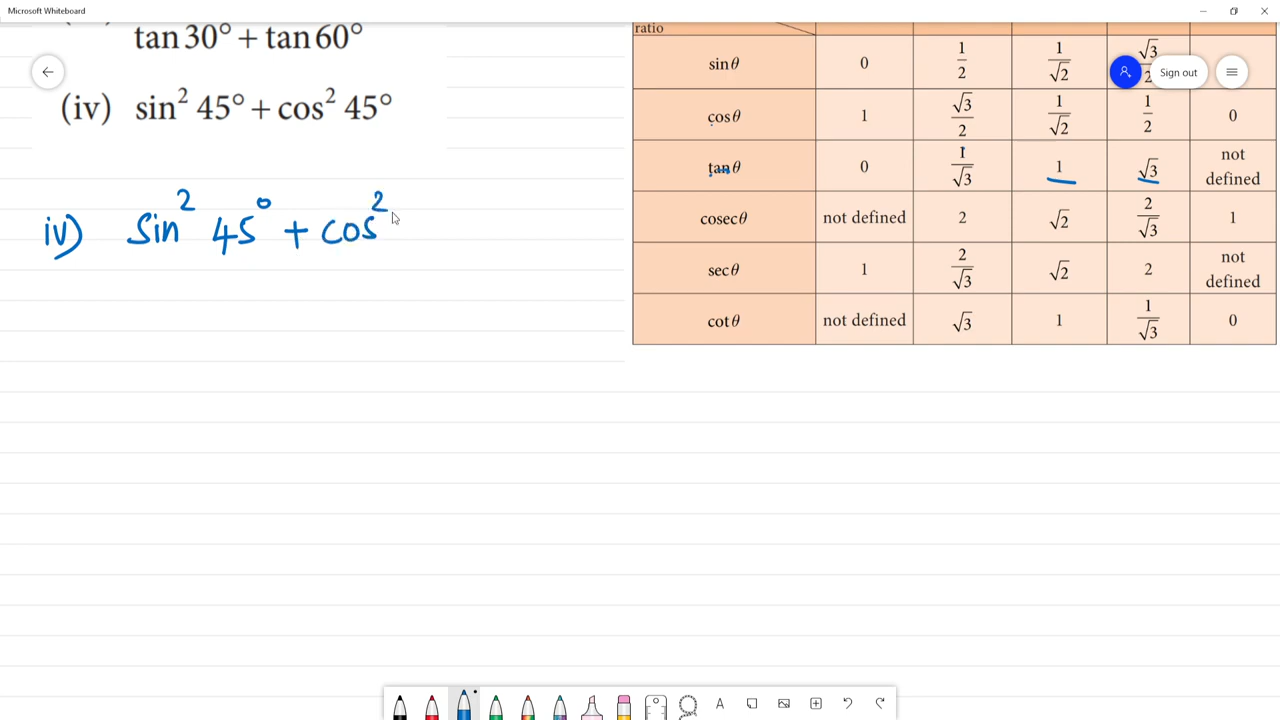 Microsoft Whiteboard
tan 30° + tan 60°
(iv) sin² 45° + cos² 45°
iv) Sin² 45° + cos²
ratio
sinθ 0 1/2 1/√2 √3/2
cosθ 1 √3/2 1/√2 1/2 0
tanθ 0 1/√3 1 √3 not defined
cosecθ not defined 2 √2 2/√3 1
secθ 1 2/√3 √2 2 not defined
cotθ not defined √3 1 1/√3 0
Sign out
A